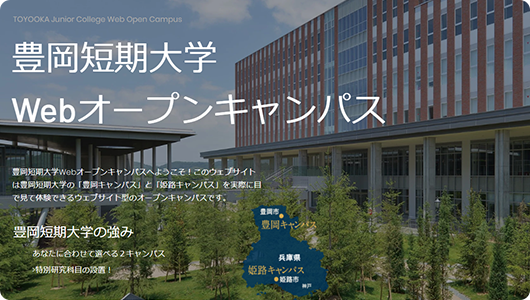 TOYOOKA Junior College Web Open Campus
豊岡短期大学
Webオープンキャンパス
豊岡短期大学Webオープンキャンパスへようこそ！このウェブサイト
は豊岡短期大学の「豊岡キャンパス」と「姫路キャンパス」を実際に目
で見て体験できるウェブサイト型のオープンキャンパスです。
豊岡短期大学の強み
あなたに合わせて選べる２キャンパス
>特別研究科目の設置！
豊岡市
豊岡キャンパス
兵庫県
姫路キャンパス
姫路市
神戸